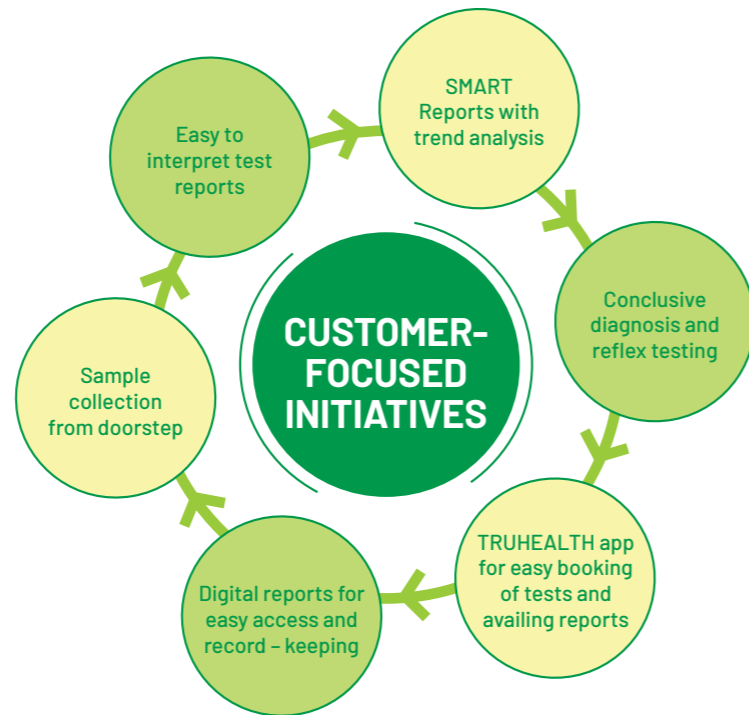 SMART
Reports with
trend analysis
Easy to
interpret test
reports
Conclusive
diagnosis and
reflex testing
CUSTOMER-
FOCUSED
INITIATIVES
Sample
collection
from doorstep
TRUHEALTH app
for easy booking
of tests and
availing reports
Digital reports for
easy access and
record – keeping